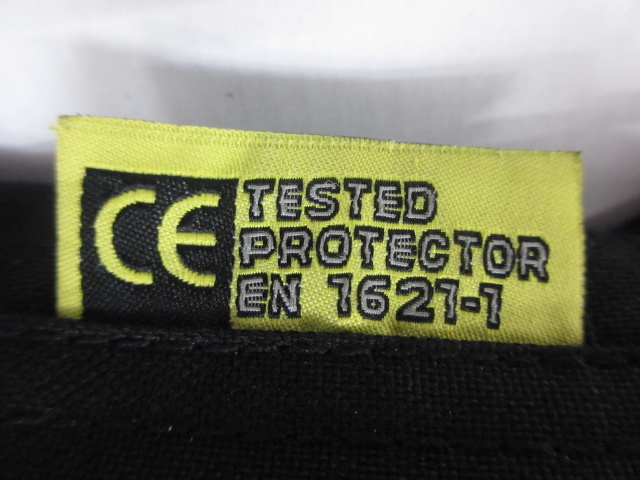 CE
TESTED
PROTECTOR
EN 1621-1